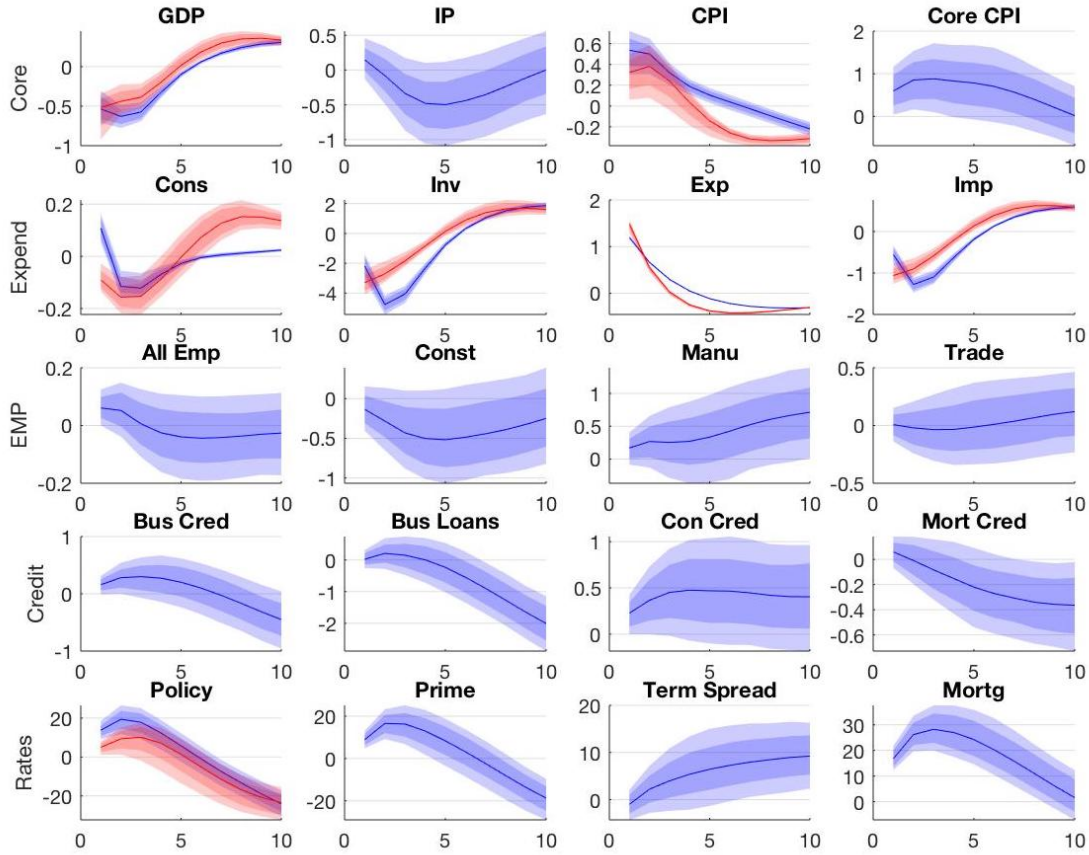 GDP IP CPI Core CPI
Core
0 -0.5 -1
0.5 0 -0.5 -1
0.6 0.4 0.2 0 -0.2
2 1 0
0 5 10 0 5 10 0 5 10 0 5 10
Cons Inv Exp Imp
Expend
0.2 0 -0.2
2 0 -2 -4
2 1 0
0 -1 -2
0 5 10 0 5 10 0 5 10 0 5 10
All Emp Const Manu Trade
EMP
0.2 0 -0.2
0 -0.5 -1
1 0.5 0
0.5 0 -0.5
0 5 10 0 5 10 0 5 10 0 5 10
Bus Cred Bus Loans Con Cred Mort Cred
Credit
1 0 -1
0 -1 -2
1 0.5 0
0 -0.2 -0.4 -0.6
0 5 10 0 5 10 0 5 10 0 5 10
Policy Prime Term Spread Mortg
Rates
20 0 -20
20 0 -20
20 10 0
30 20 10 0
0 5 10 0 5 10 0 5 10 0 5 10